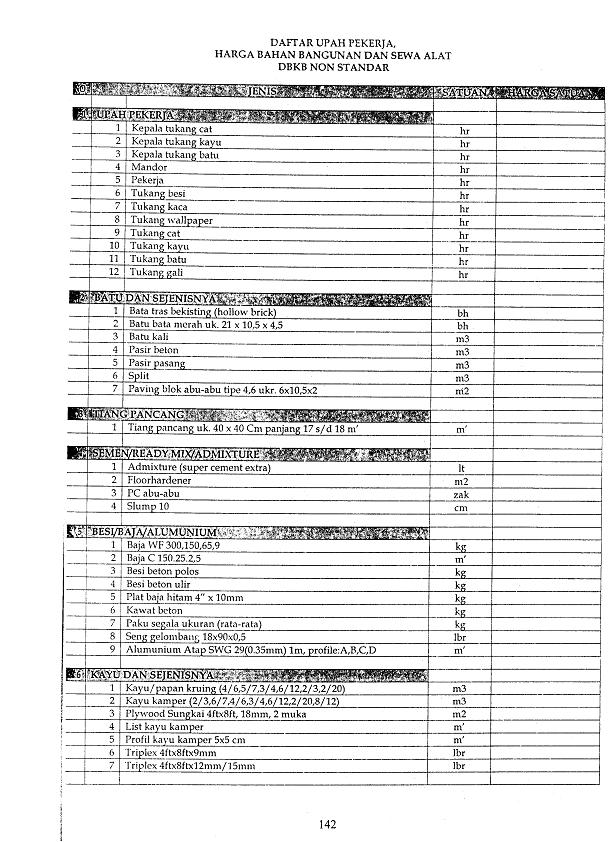 DAFTAR UPAH PEKERJA,
HARGA BAHAN BANGUNAN DAN SEWA ALAT
DBKB NON STANDAR
NO JENIS SATUAN HARGA SATUAN
1 UPAH PEKERJA
1 Kepala tukang cat hr
2 Kepala tukang kayu hr
3 Kepala tukang batu hr
4 Mandor hr
5 Pekerja hr
6 Tukang besi hr
7 Tukang kaca hr
8 Tukang wallpaper hr
9 Tukang cat hr
10 Tukang kayu hr
11 Tukang batu hr
12 Tukang gali hr
2 BATU DAN SEJENISNYA
1 Bata tras bekisting (hollow brick) bh
2 Batu bata merah uk. 21 x 10,5 x 4,5 bh
3 Batu kali m3
4 Pasir beton m3
5 Pasir pasang m3
6 Split m3
7 Paving blok abu-abu tipe 4,6 ukr. 6x10,5x2 m2
3 TIANG PANCANG
1 Tiang pancang uk. 40 x 40 Cm panjang 17 s/d 18 m' m'
4 SEMEN/READY MIX/ADMIXTURE
1 Admixture (super cement extra) lt
2 Floorhardener m2
3 PC abu-abu zak
4 Slump 10 cm
5 BESI/BAJA/ALUMUNIUM
1 Baja WF 300,150,65,9 kg
2 Baja C 150.25.2,5 m'
3 Besi beton polos kg
4 Besi beton ulir kg
5 Plat baja hitam 4" x 10mm kg
6 Kawat beton kg
7 Paku segala ukuran (rata-rata) kg
8 Seng gelombang 18x90x0,5 lbr
9 Alumunium Atap SWG 29(0.35mm) 1m, profile:A,B,C,D m'
6 KAYU DAN SEJENISNYA
1 Kayu/papan kruing (4/6,5/7,3/4,6/12,2/3,2/20) m3
2 Kayu kamper (2/3,6/7,4/6,3/4,6/12,2/20,8/12) m3
3 Plywood Sungkai 4ftx8ft, 18mm, 2 muka m2
4 List kayu kamper m'
5 Profil kayu kamper 5x5 cm m'
6 Triplex 4ftx8ftx9mm lbr
7 Triplex 4ftx8ftx12mm/15mm lbr
142